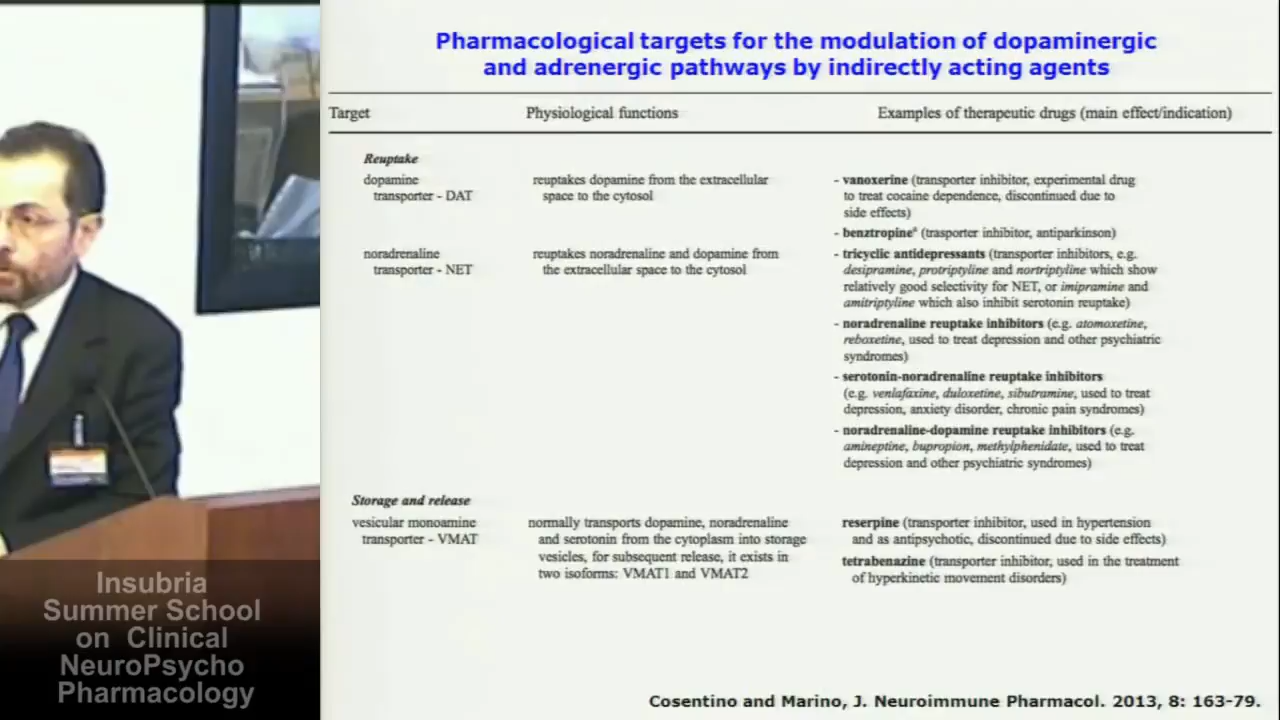 Pharmacological targets for the modulation of dopaminergic
and adrenergic pathways by indirectly acting agents
Target Physiological functions Examples of therapeutic drugs (main effect/indication)
Reuptake
dopamine
transporter - DAT
reuptakes dopamine from the extracellular
space to the cytosol
- vanoxerine (transporter inhibitor, experimental drug
to treat cocaine dependence, discontinued due to
side effects)
- benztropineª (trasporter inhibitor, antiparkinson)
noradrenaline
transporter - NET
reuptakes noradrenaline and dopamine from
the extracellular space to the cytosol
- tricyclic antidepressants (transporter inhibitors, e.g.
desipramine, protriptyline and nortriptyline which show
relatively good selectivity for NET, or imipramine and
amitriptyline which also inhibit serotonin reuptake)
- noradrenaline reuptake inhibitors (e.g. atomoxetine,
reboxetine, used to treat depression and other psychiatric
syndromes)
- serotonin-noradrenaline reuptake inhibitors
(e.g. venlafaxine, duloxetine, sibutramine, used to treat
depression, anxiety disorder, chronic pain syndromes)
- noradrenaline-dopamine reuptake inhibitors (e.g.
amineptine, bupropion, methylphenidate, used to treat
depression and other psychiatric syndromes)
Storage and release
vesicular monoamine
transporter - VMAT
normally transports dopamine, noradrenaline
and serotonin from the cytoplasm into storage
vesicles, for subsequent release, it exists in
two isoforms: VMAT1 and VMAT2
reserpine (transporter inhibitor, used in hypertension
and as antipsychotic, discontinued due to side effects)
tetrabenazine (transporter inhibitor, used in the treatment
of hyperkinetic movement disorders)
Cosentino and Marino, J. Neuroimmune Pharmacol. 2013, 8: 163-79.
Insubria
Summer School
on Clinical
NeuroPsycho
Pharmacology